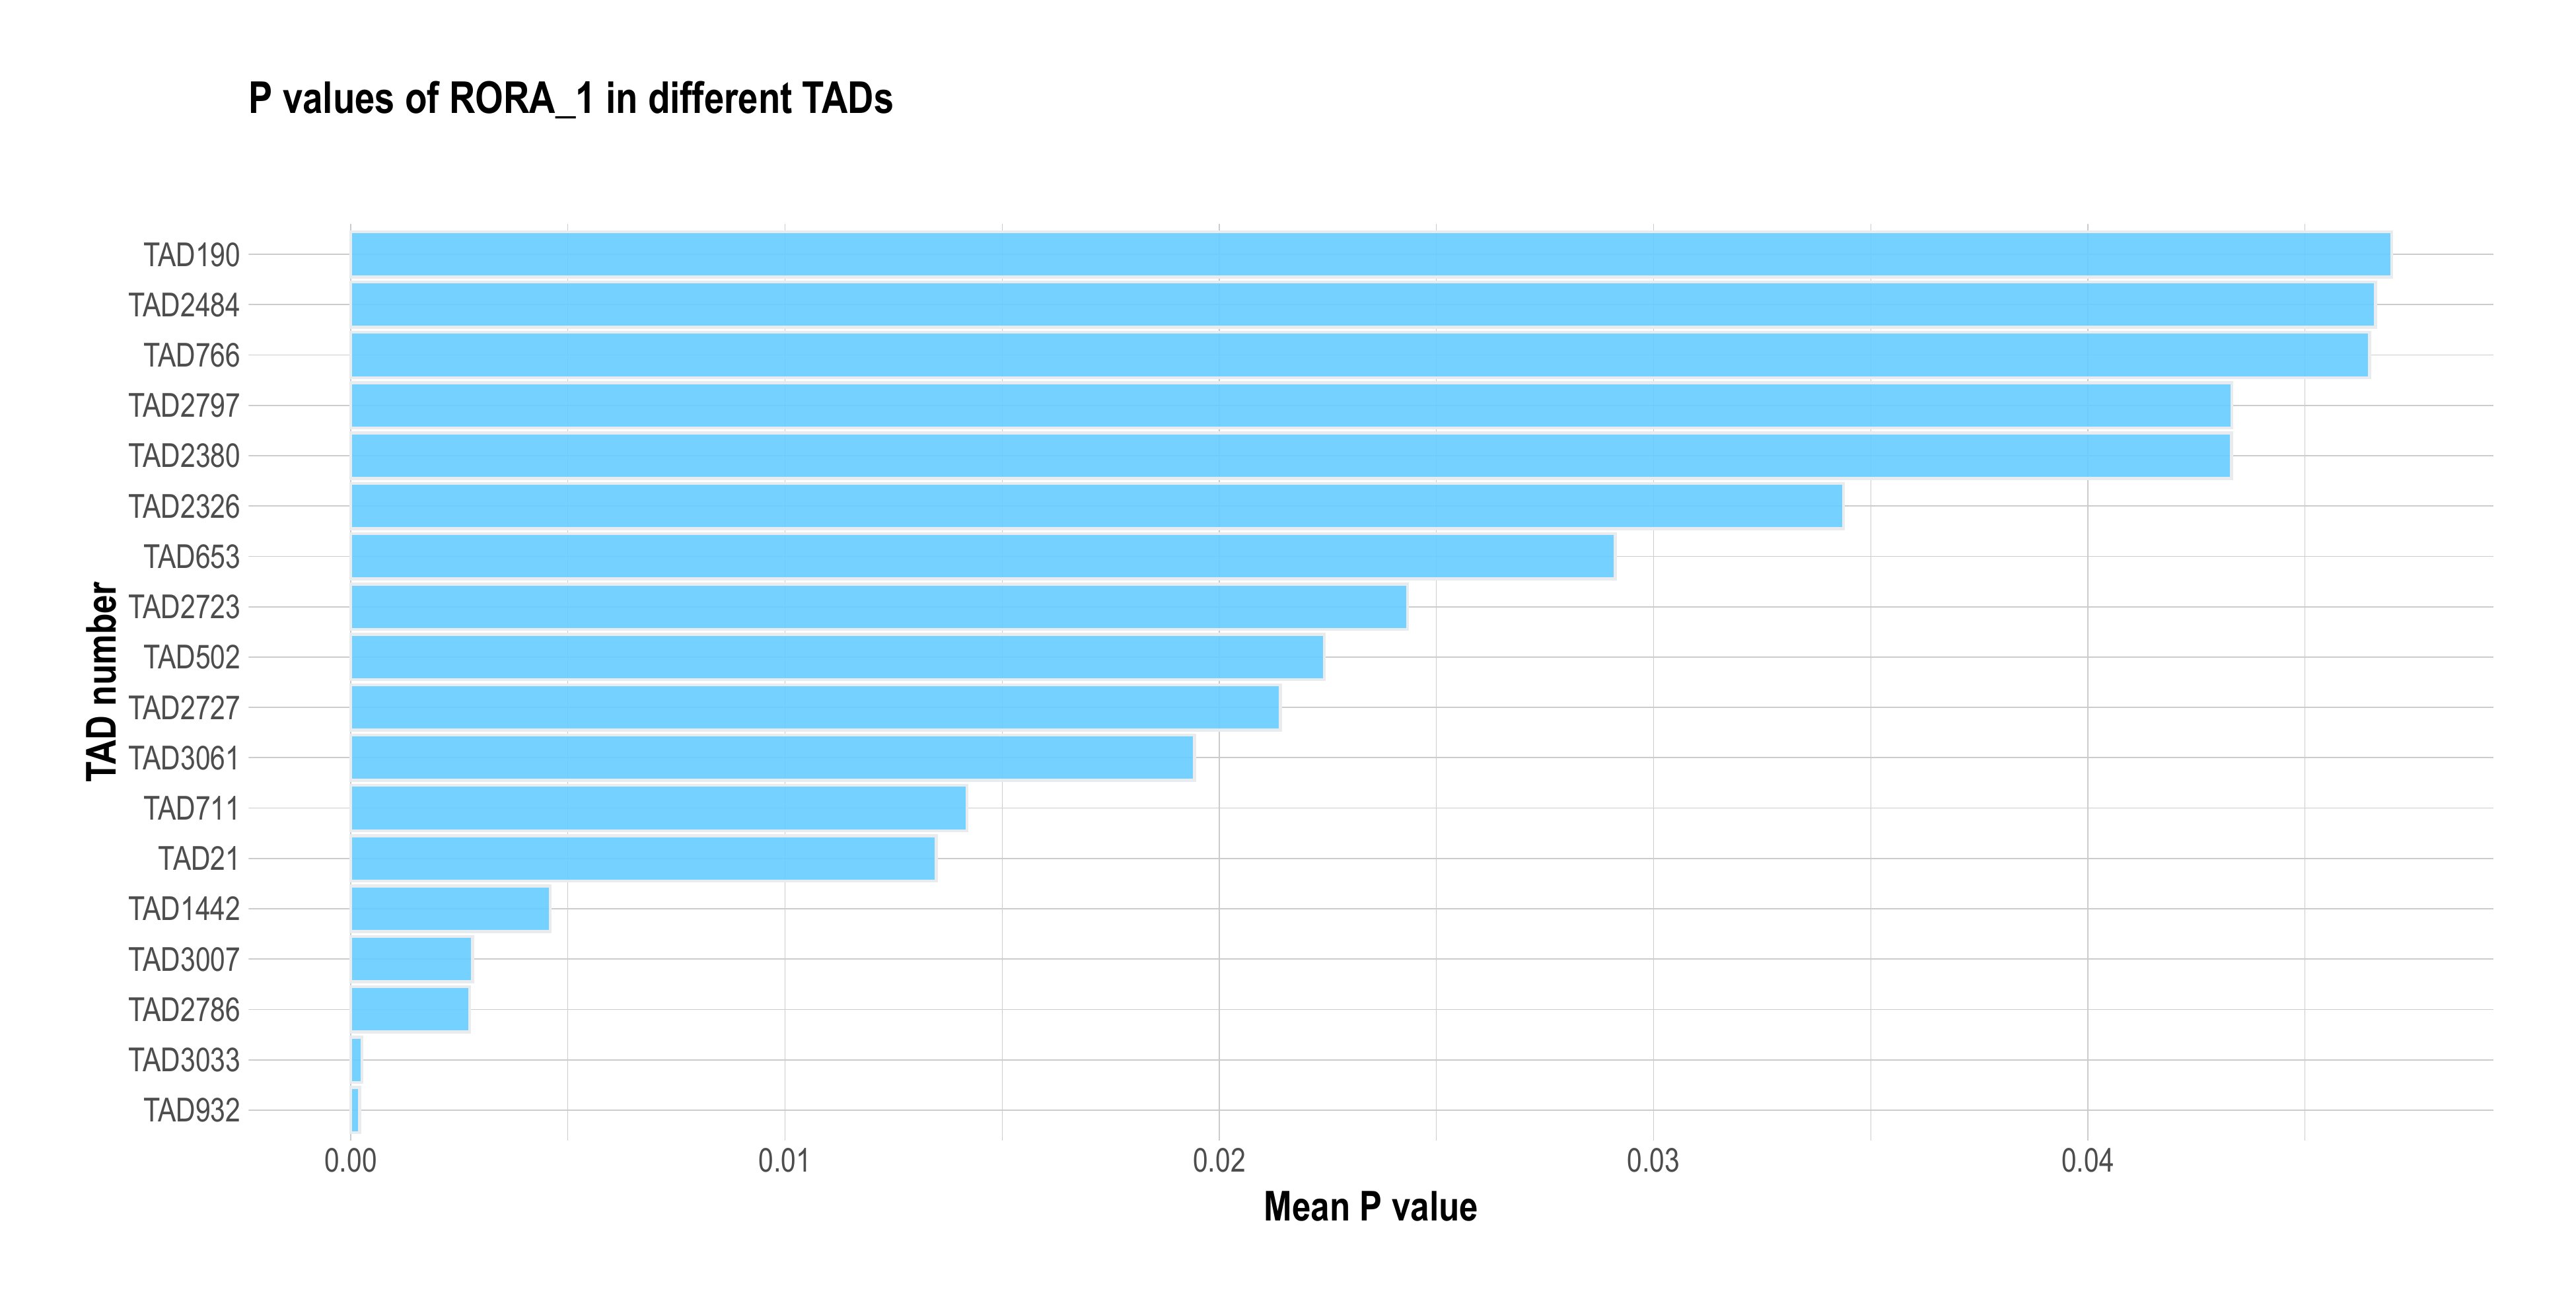 P values of RORA_1 in different TADs
TAD number
TAD190
TAD2484
TAD766
TAD2797
TAD2380
TAD2326
TAD653
TAD2723
TAD502
TAD2727
TAD3061
TAD711
TAD21
TAD1442
TAD3007
TAD2786
TAD3033
TAD932
0.00 0.01 0.02 0.03 0.04
Mean P value